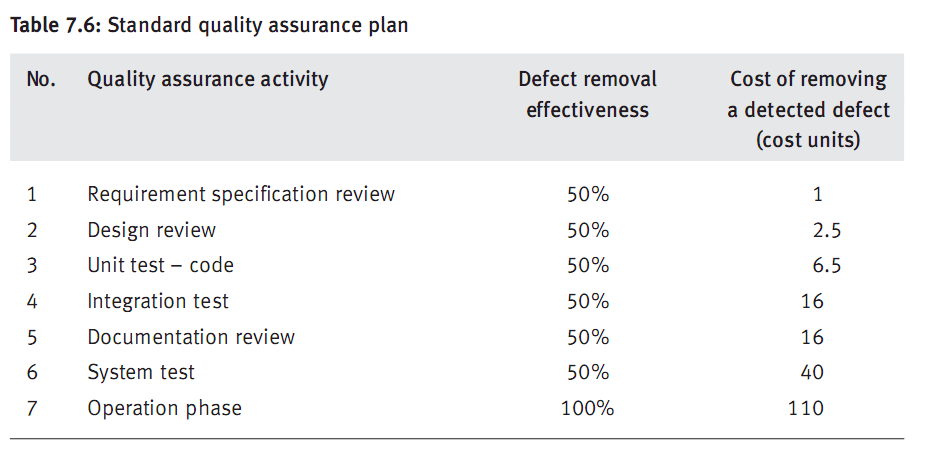 Table 7.6: Standard quality assurance plan
No. Quality assurance activity Defect removal Cost of removing
effectiveness a detected defect
(cost units)
1 Requirement specification review 50% 1
2 Design review 50% 2.5
3 Unit test – code 50% 6.5
4 Integration test 50% 16
5 Documentation review 50% 16
6 System test 50% 40
7 Operation phase 100% 110